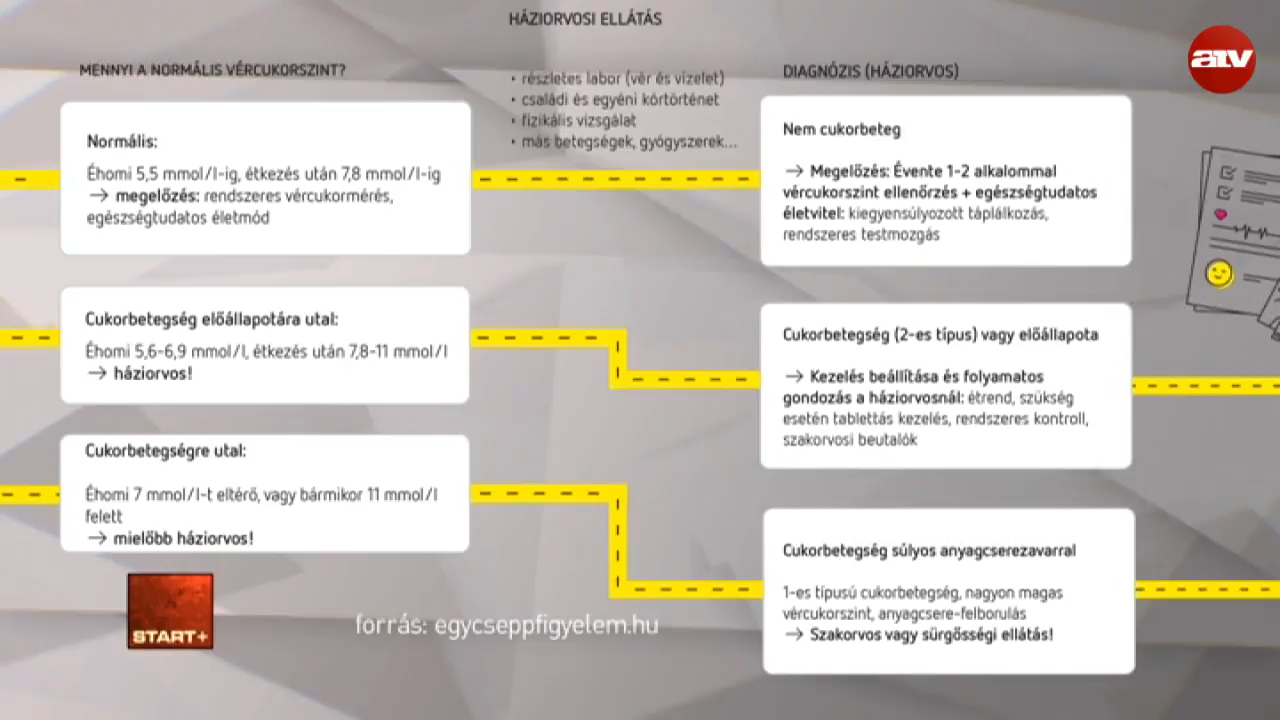 HÁZIORVOSI ELLÁTÁS
• részletes labor (vér és vizelet)
• családi és egyéni kórtörténet
• fizikális vizsgálat
• más betegségek, gyógyszerek...
MENNYI A NORMÁLIS VÉRCUKORSZINT?
Normális:
Éhomi 5,5 mmol/l-ig, étkezés után 7,8 mmol/l-ig
→ megelőzés: rendszeres vércukormérés,
egészségtudatos életmód
Cukorbetegség előállapotára utal:
Éhomi 5,6-6,9 mmol/l, étkezés után 7,8-11 mmol/l
→ háziorvos!
Cukorbetegségre utal:
Éhomi 7 mmol/l-t eltérő, vagy bármikor 11 mmol/l
felett
→ mielőbb háziorvos!
DIAGNÓZIS (HÁZIORVOS)
Nem cukorbeteg
→ Megelőzés: Évente 1-2 alkalommal
vércukorszint ellenőrzés + egészségtudatos
életvitel: kiegyensúlyozott táplálkozás,
rendszeres testmozgás
Cukorbetegség (2-es típus) vagy előállapota
→ Kezelés beállítása és folyamatos
gondozás a háziorvosnál: étrend, szükség
esetén tablettás kezelés, rendszeres kontroll,
szakorvosi beutalók
Cukorbetegség súlyos anyagcserezavarral
1-es típusú cukorbetegség, nagyon magas
vércukorszint, anyagcsere-felborulás
→ Szakorvos vagy sürgősségi ellátás!
atv
START+
forrás: egycseppfigyelem.hu